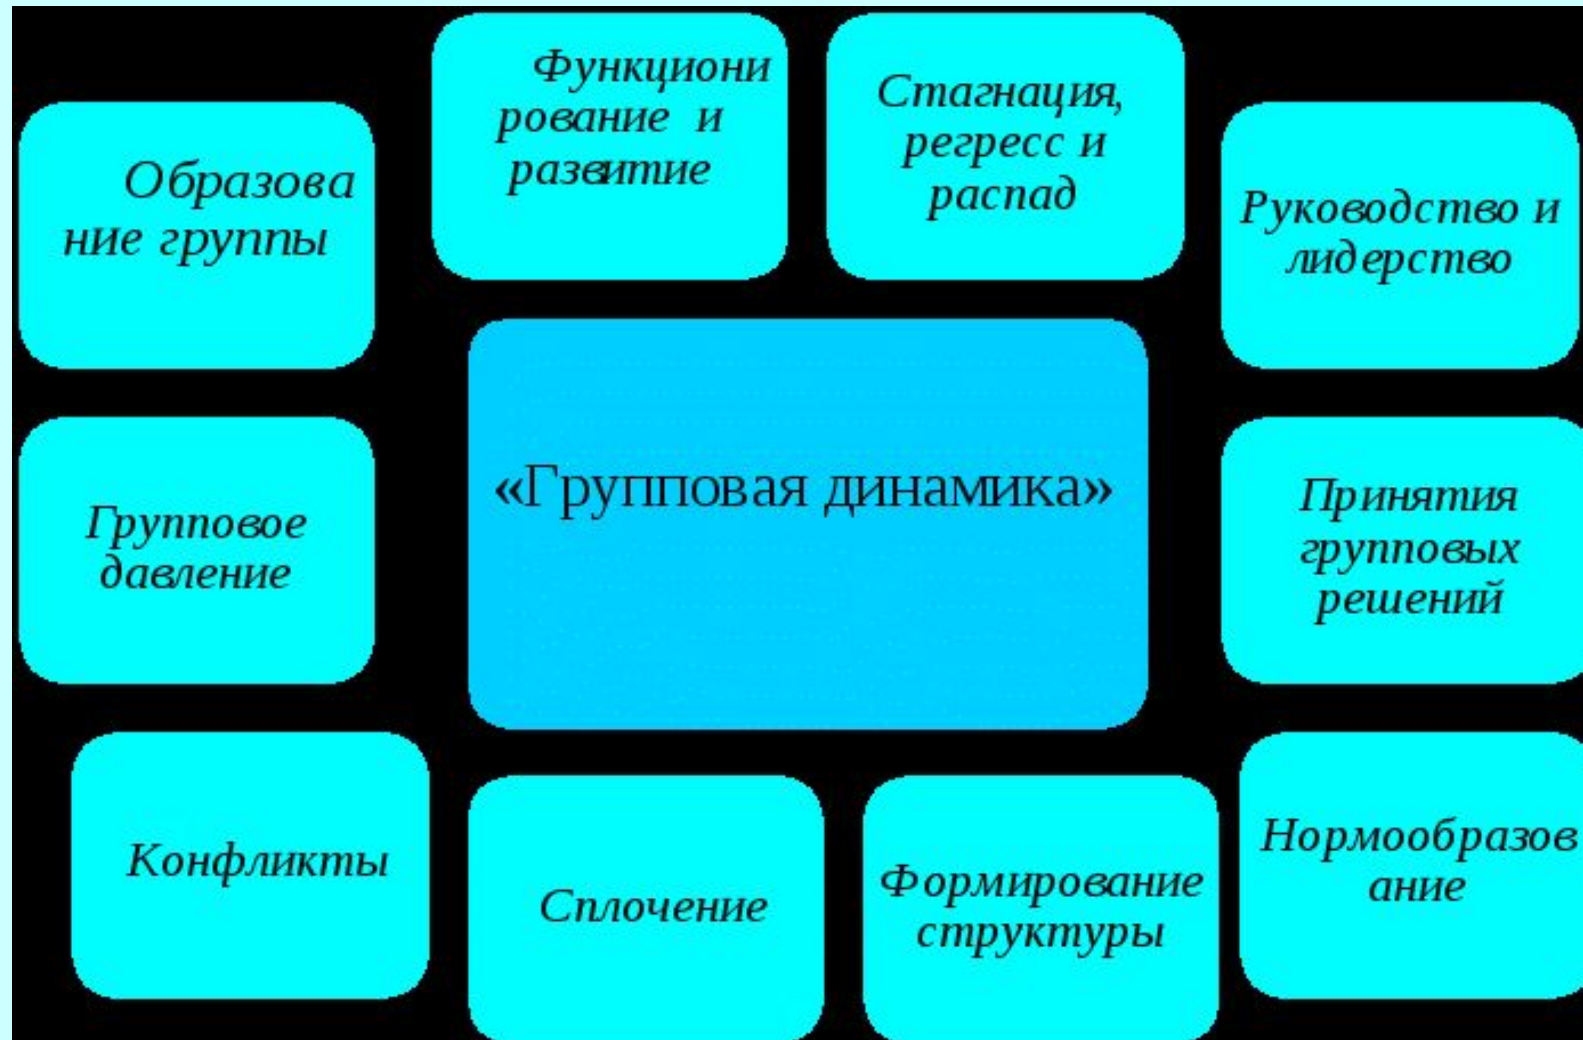 Образова
ние группы
Функциони
рование и
развитие
Стагнация,
регресс и
распад
Руководство и
лидерство
Групповое
давление
«Групповая динамика»
Принятия
групповых
решений
Конфликты
Сплочение
Формирование
структуры
Нормообразов
ание